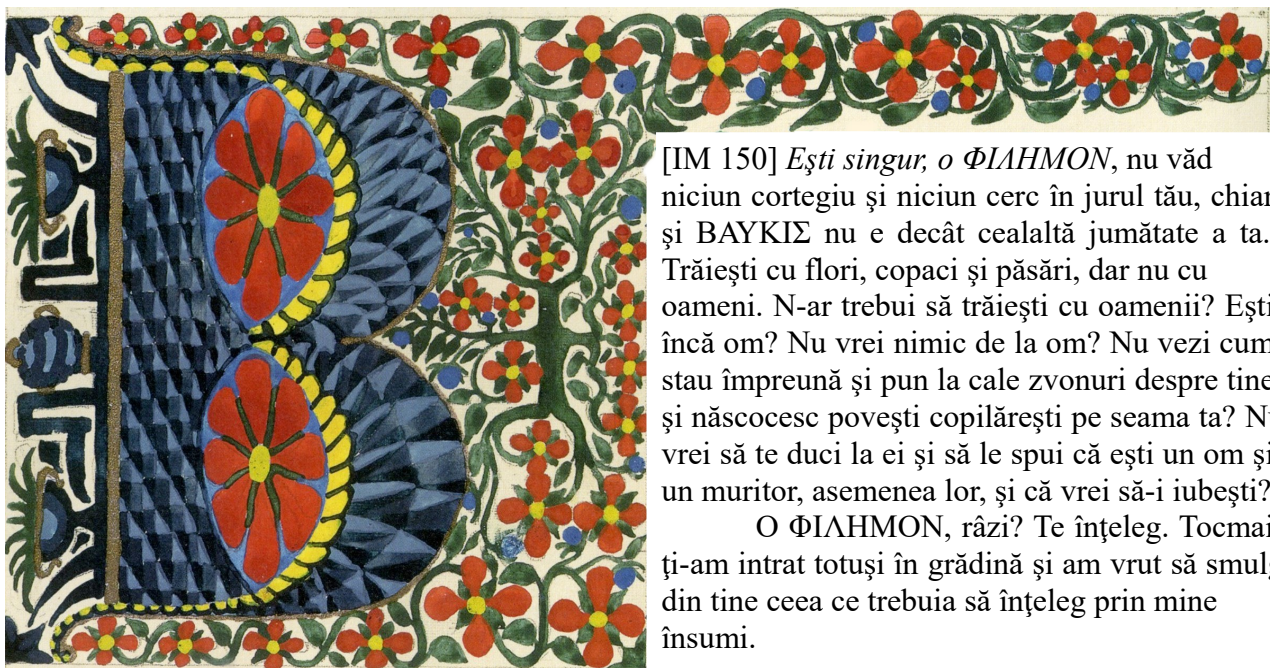 [IM 150] Eşti singur, o ΦΙΛΗΜΟΝ, nu văd
niciun cortegiu şi niciun cerc în jurul tău, chiar
şi ΒΑΥΚΙΣ nu e decât cealaltă jumătate a ta.
Trăieşti cu flori, copaci şi păsări, dar nu cu
oameni. N-ar trebui să trăieşti cu oamenii? Eşti
încă om? Nu vrei nimic de la om? Nu vezi cum
stau împreună şi pun la cale zvonuri despre tine
şi născocesc poveşti copilăreşti pe seama ta? Nu
vrei să te duci la ei şi să le spui că eşti un om şi
un muritor, asemenea lor, şi că vrei să-i iubeşti?
O ΦΙΛΗΜΟΝ, râzi? Te înţeleg. Tocmai
ţi-am intrat totuşi în grădină şi am vrut să smulg
din tine ceea ce trebuia să înţeleg prin mine
însumi.